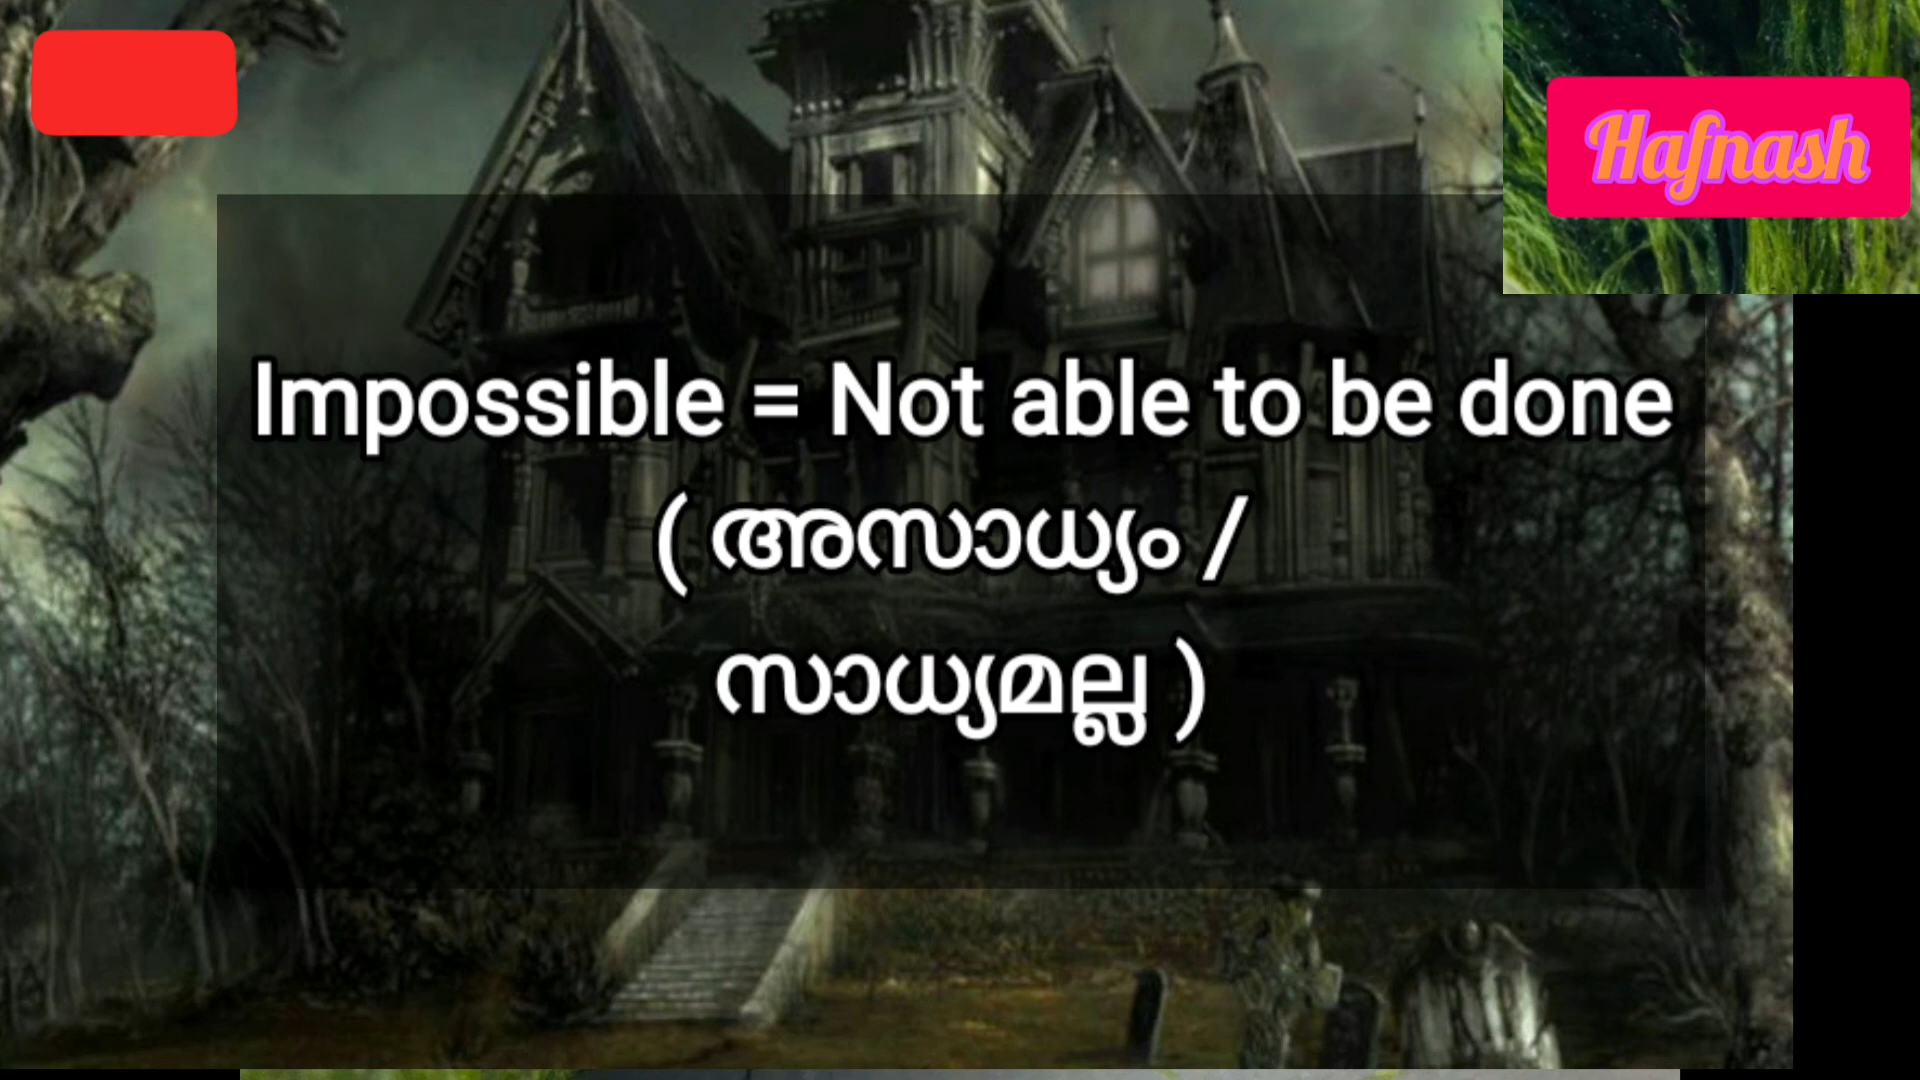 Hafnash
Impossible = Not able to be done
( അസാധ്യം /
സാധ്യമല്ല )